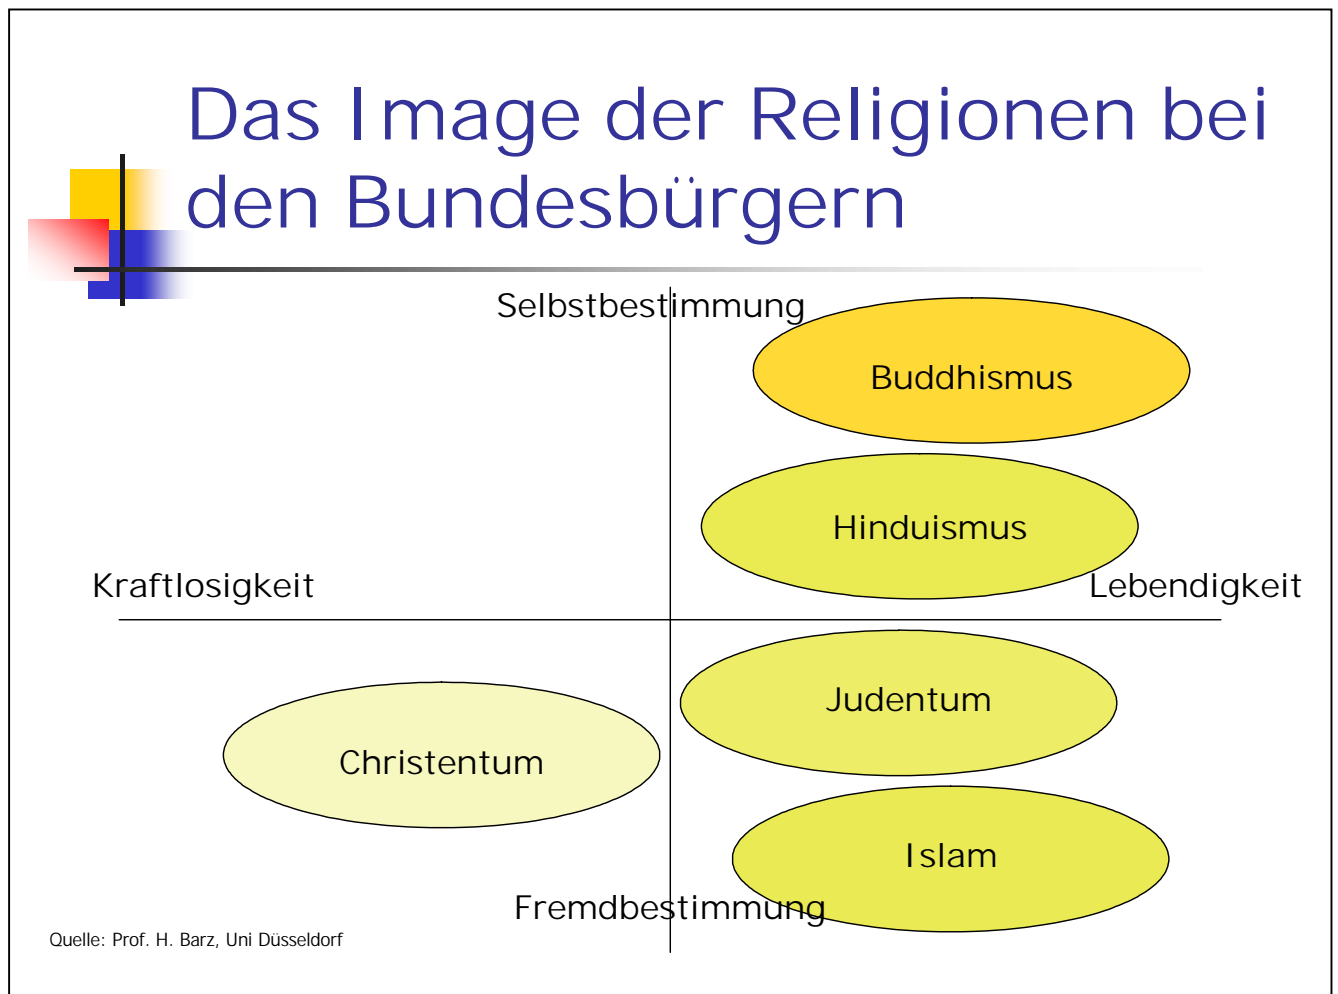 Das Image der Religionen bei
den Bundesbürgern
Selbstbestimmung
Buddhismus
Hinduismus
Kraftlosigkeit
Lebendigkeit
Judentum
Christentum
Islam
Fremdbestimmung
Quelle: Prof. H. Barz, Uni Düsseldorf